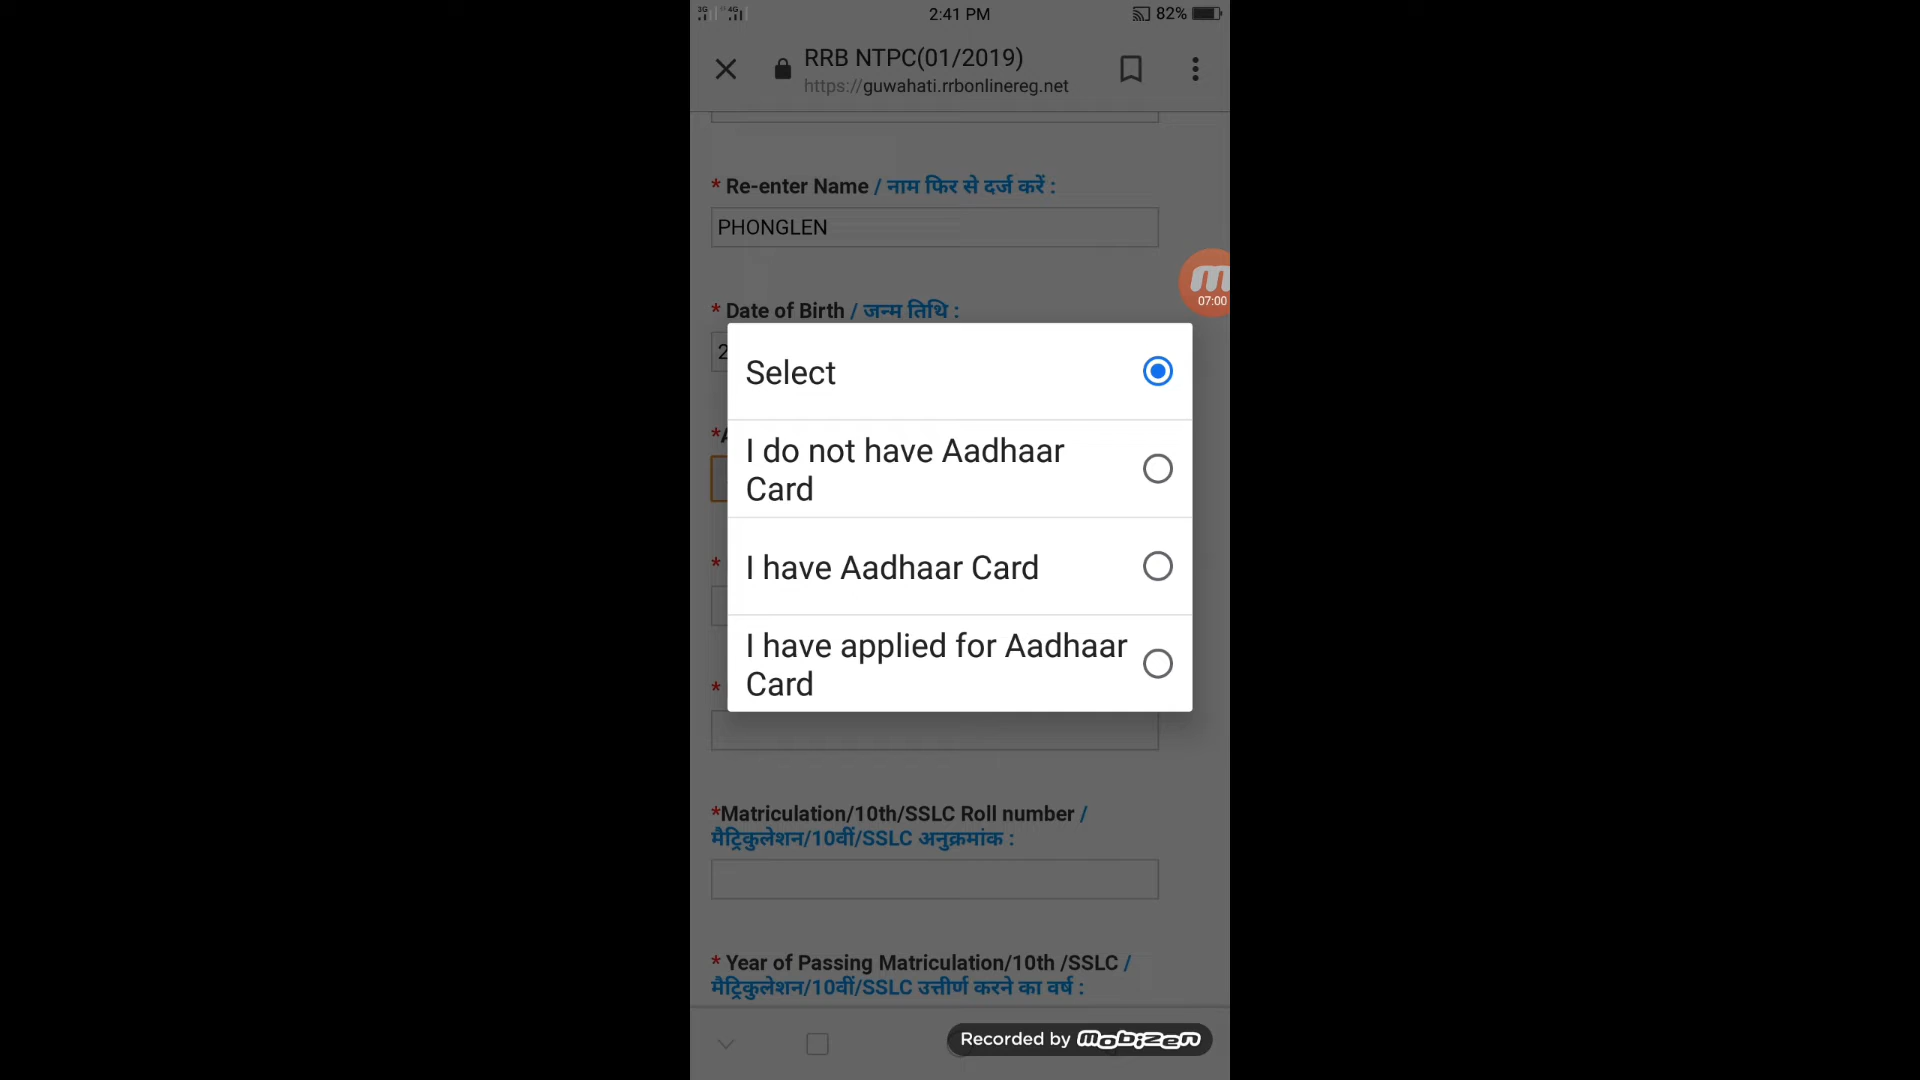 3G 4G 2:41 PM 82%
RRB NTPC(01/2019)
https://guwahati.rrbonlinereg.net
* Re-enter Name / नाम फिर से दर्ज करें :
PHONGLEN
07:00
* Date of Birth / जन्म तिथि :
2
Select
*A
I do not have Aadhaar
Card
*
I have Aadhaar Card
I have applied for Aadhaar
Card
*
*Matriculation/10th/SSLC Roll number /
मैट्रिकुलेशन/10वीं/SSLC अनुक्रमांक :
* Year of Passing Matriculation/10th /SSLC /
मैट्रिकुलेशन/10वीं/SSLC उत्तीर्ण करने का वर्ष :
Recorded by mobizen